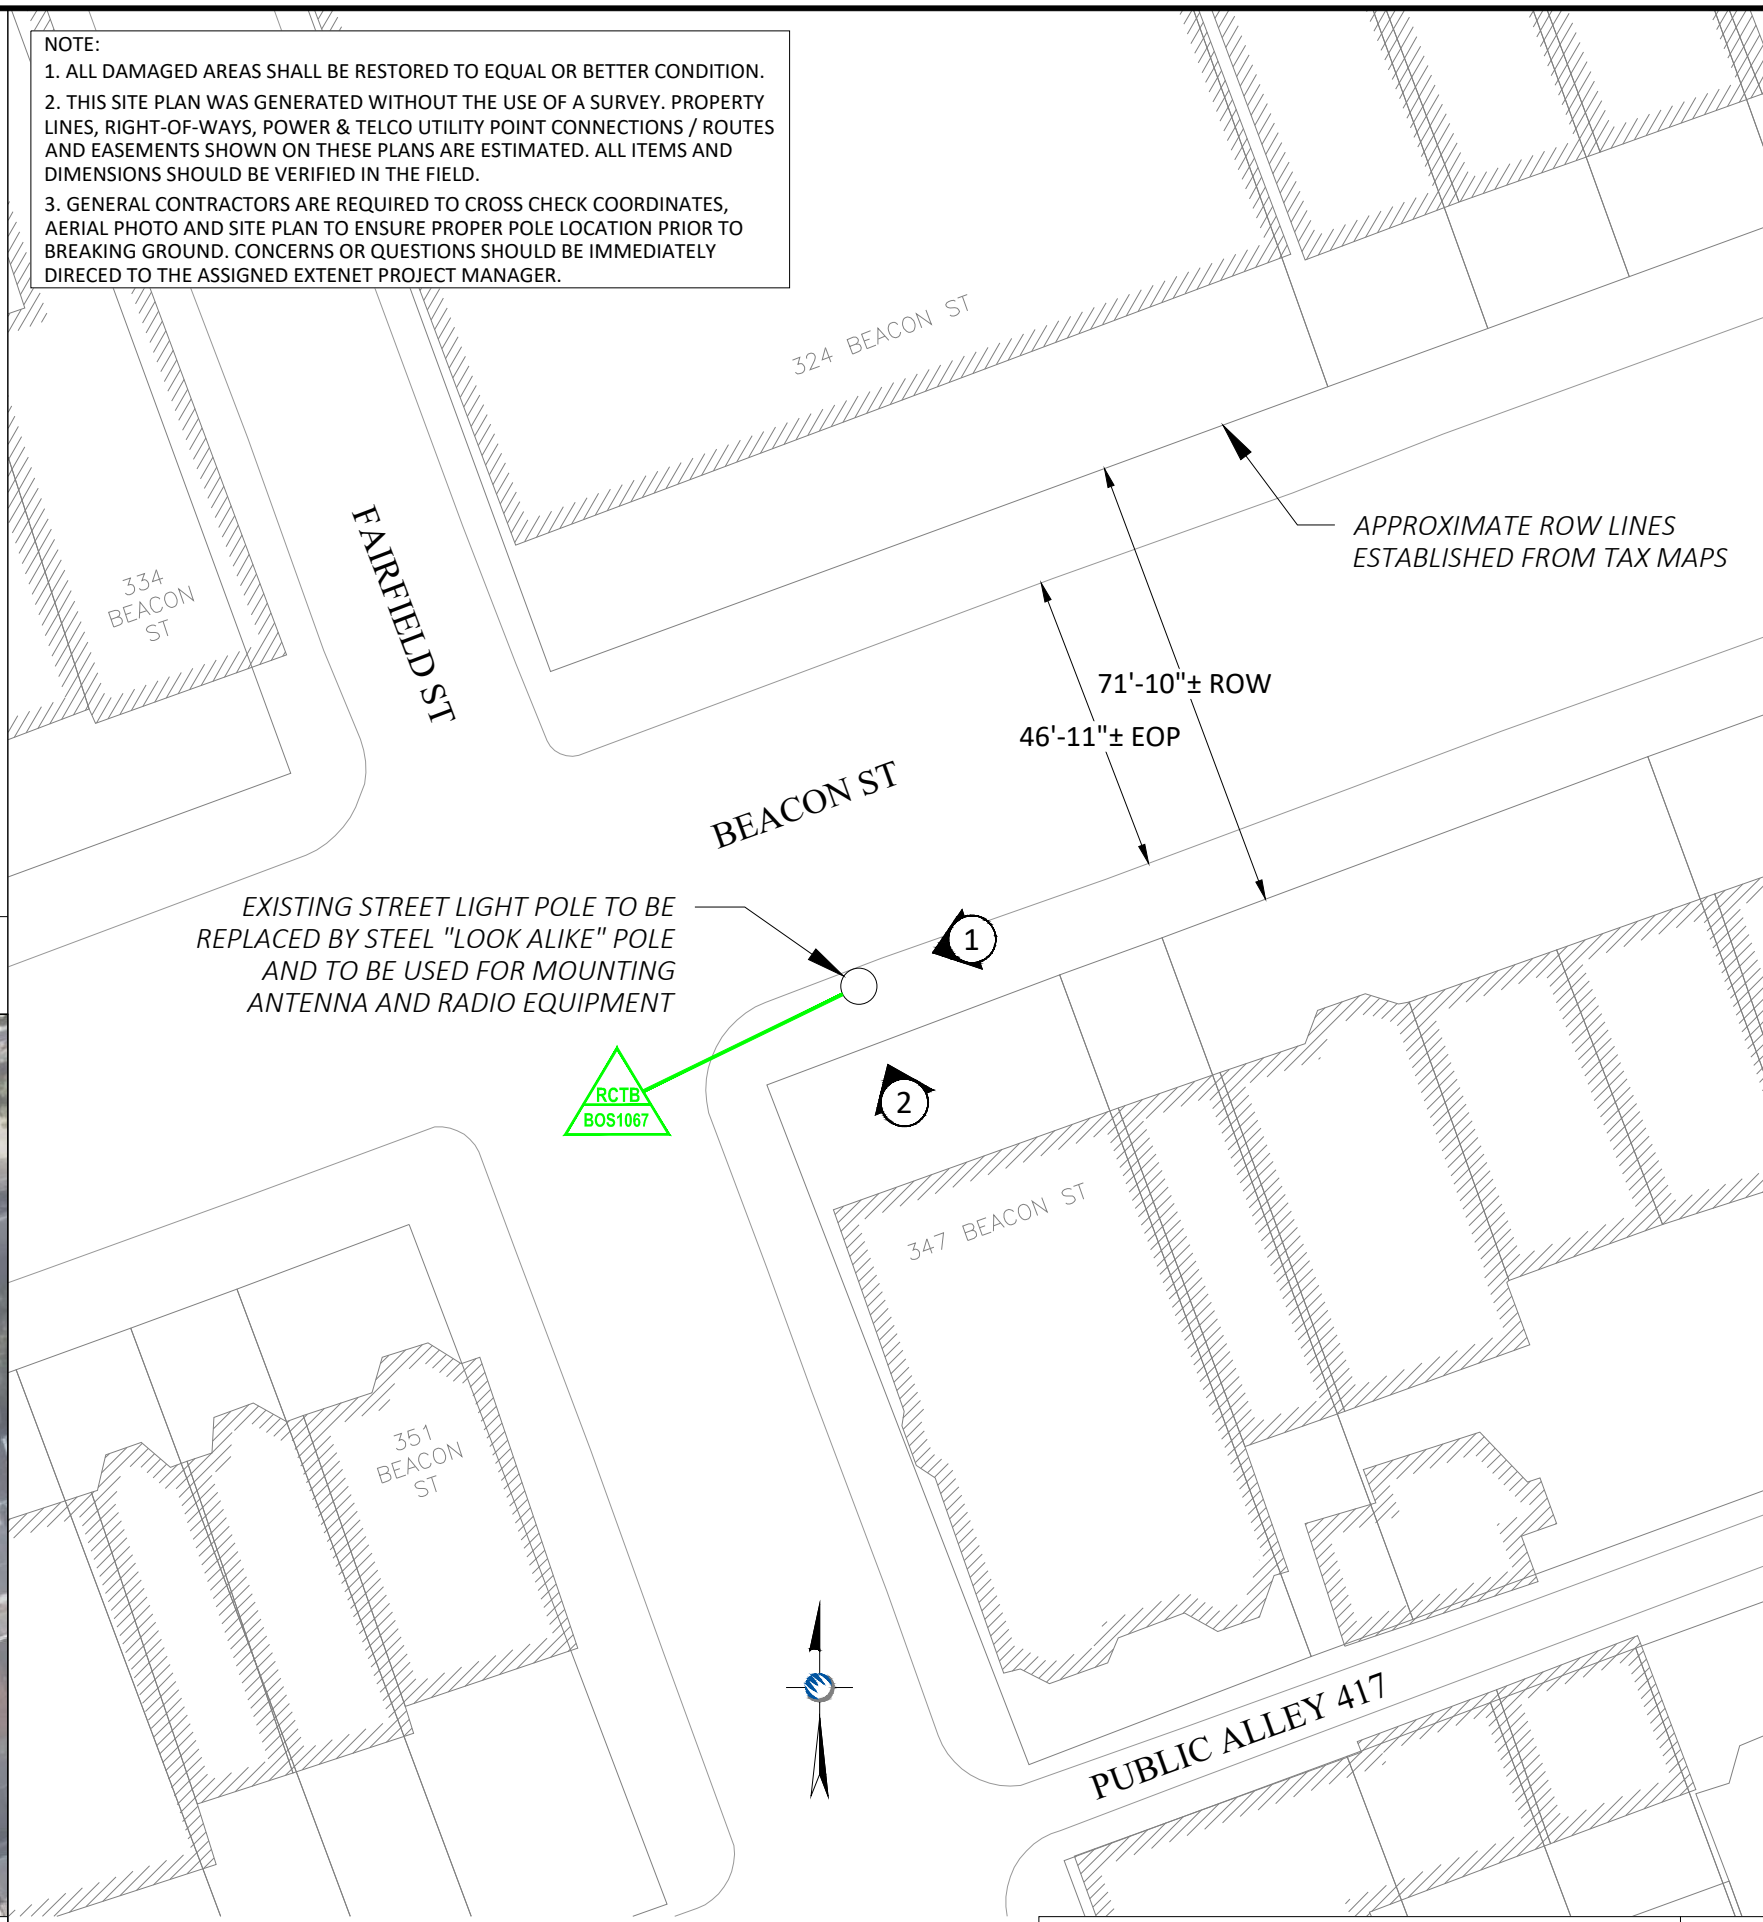 NOTE:
1. ALL DAMAGED AREAS SHALL BE RESTORED TO EQUAL OR BETTER CONDITION.
2. THIS SITE PLAN WAS GENERATED WITHOUT THE USE OF A SURVEY. PROPERTY
LINES, RIGHT-OF-WAYS, POWER & TELCO UTILITY POINT CONNECTIONS / ROUTES
AND EASEMENTS SHOWN ON THESE PLANS ARE ESTIMATED. ALL ITEMS AND
DIMENSIONS SHOULD BE VERIFIED IN THE FIELD.
3. GENERAL CONTRACTORS ARE REQUIRED TO CROSS CHECK COORDINATES,
AERIAL PHOTO AND SITE PLAN TO ENSURE PROPER POLE LOCATION PRIOR TO
BREAKING GROUND. CONCERNS OR QUESTIONS SHOULD BE IMMEDIATELY
DIRECED TO THE ASSIGNED EXTENET PROJECT MANAGER.
324 BEACON ST
APPROXIMATE ROW LINES
ESTABLISHED FROM TAX MAPS
334
BEACON
ST
FAIRFIELD ST
71'-10"± ROW
46'-11"± EOP
BEACON ST
EXISTING STREET LIGHT POLE TO BE
REPLACED BY STEEL "LOOK ALIKE" POLE
AND TO BE USED FOR MOUNTING
ANTENNA AND RADIO EQUIPMENT
1
2
RCTB
BOS1067
347 BEACON ST
351
BEACON
ST
PUBLIC ALLEY 417